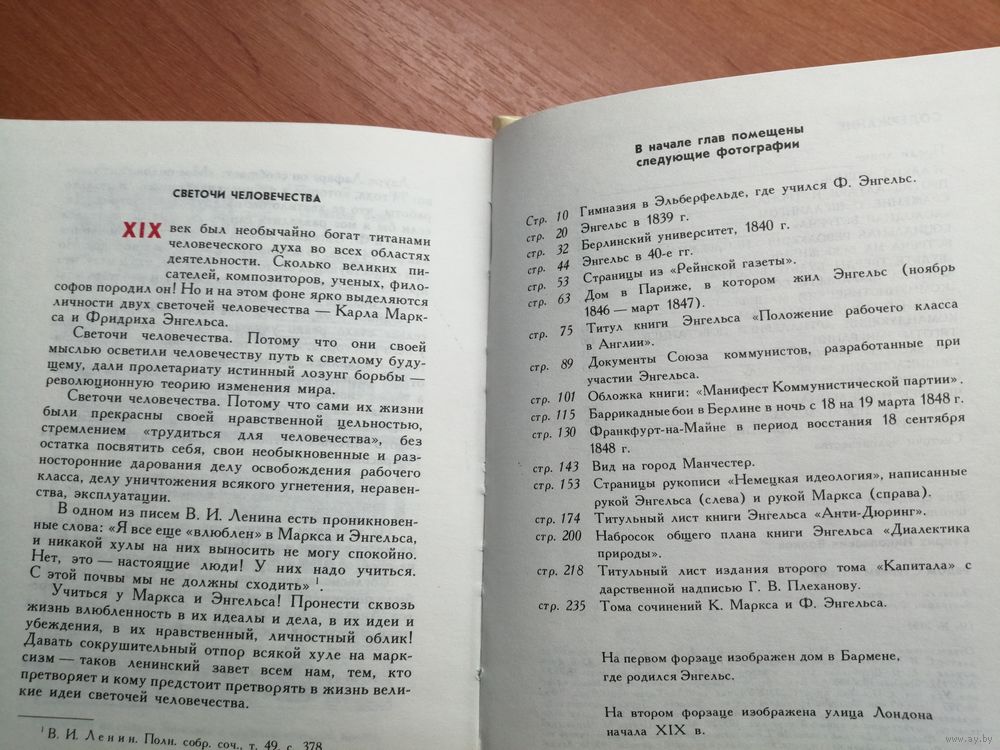 СВЕТОЧИ ЧЕЛОВЕЧЕСТВА
XIX век был необычайно богат титанами
человеческого духа во всех областях
деятельности. Сколько великих пи-
сателей, композиторов, ученых, фило-
софов породил он! Но и на этом фоне ярко выделяются
личности двух светочей человечества — Карла Марк-
са и Фридриха Энгельса.
Светочи человечества. Потому что они своей
мыслью осветили человечеству путь к светлому буду-
щему, дали пролетариату истинный лозунг борьбы —
революционную теорию изменения мира.
Светочи человечества. Потому что сами их жизни
были прекрасны своей нравственной цельностью,
стремлением «трудиться для человечества», без
остатка посвятить себя, свои необыкновенные и раз-
носторонние дарования делу освобождения рабочего
класса, делу уничтожения всякого угнетения, неравен-
ства, эксплуатации.
В одном из писем В. И. Ленина есть проникновен-
ные слова: «Я все еще «влюблен» в Маркса и Энгельса,
и никакой хулы на них выносить не могу спокойно.
Нет, это — настоящие люди! У них надо учиться.
С этой почвы мы не должны сходить» 1.
Учиться у Маркса и Энгельса! Пронести сквозь
жизнь влюбленность в их идеалы и дела, в их идеи и
убеждения, в их нравственный, личностный облик!
Давать сокрушительный отпор всякой хуле на марк-
сизм — таков ленинский завет всем нам, тем, кто
претворяет и кому предстоит претворять в жизнь вели-
кие идеи светочей человечества.
1 В. И. Ленин. Полн. собр. соч., т. 49, с. 378.
В начале глав помещены
следующие фотографии
Стр. 10 Гимназия в Эльберфельде, где учился Ф. Энгельс.
стр. 20 Энгельс в 1839 г.
стр. 32 Берлинский университет, 1840 г.
стр. 44 Энгельс в 40-е гг.
стр. 53 Страницы из «Рейнской газеты».
стр. 63 Дом в Париже, в котором жил Энгельс (ноябрь
1846 — март 1847).
стр. 75 Титул книги Энгельса «Положение рабочего класса
в Англии».
стр. 89 Документы Союза коммунистов, разработанные при
участии Энгельса.
стр. 101 Обложка книги: «Манифест Коммунистической партии».
стр. 115 Баррикадные бои в Берлине в ночь с 18 на 19 марта 1848 г.
стр. 130 Франкфурт-на-Майне в период восстания 18 сентября
1848 г.
стр. 143 Вид на город Манчестер.
стр. 153 Страницы рукописи «Немецкая идеология», написанные
рукой Энгельса (слева) и рукой Маркса (справа).
стр. 174 Титульный лист книги Энгельса «Анти-Дюринг».
стр. 200 Набросок общего плана книги Энгельса «Диалектика
природы».
стр. 218 Титульный лист издания второго тома «Капитала» с
дарственной надписью Г. В. Плеханову.
стр. 235 Тома сочинений К. Маркса и Ф. Энгельса.
На первом форзаце изображен дом в Бармене,
где родился Энгельс.
На втором форзаце изображена улица Лондона
начала XIX в.
www.ay.by